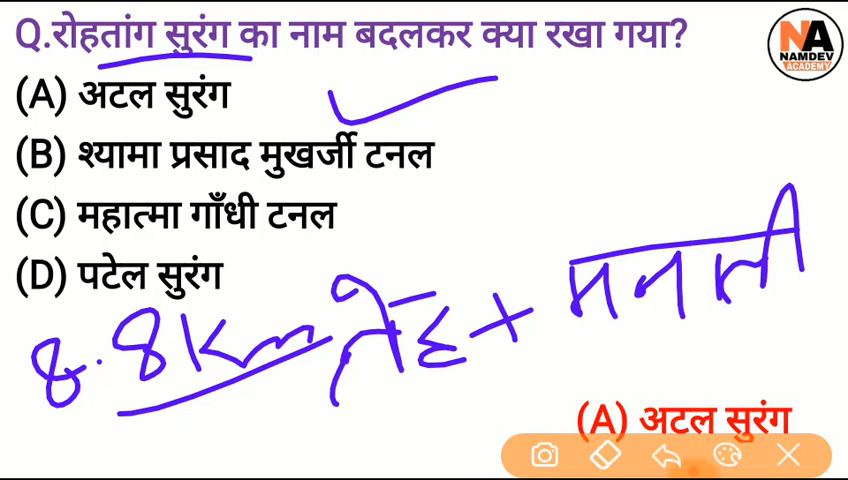 Q.रोहतांग सुरंग का नाम बदलकर क्या रखा गया?
NA
NAMDEV
ACADEMY
(A) अटल सुरंग
(B) श्यामा प्रसाद मुखर्जी टनल
(C) महात्मा गाँधी टनल
(D) पटेल सुरंग
8.8Km लेह + मनाली
(A) अटल सुरंग